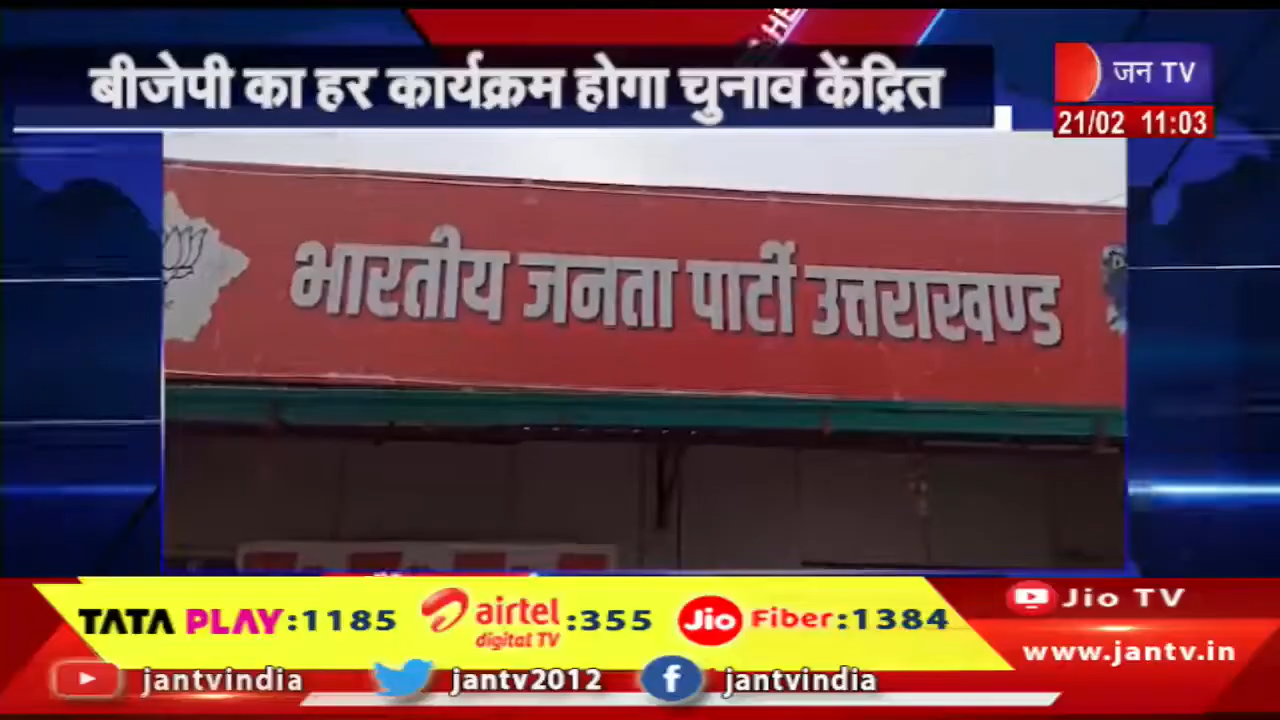 HE
बीजेपी का हर कार्यक्रम होगा चुनाव केंद्रित
जन TV
21/02 11:03
भारतीय जनता पार्टी उत्तराखण्ड
TATA PLAY:1185
airtel digital TV:355
Jio Fiber:1384
Jio TV
www.jantv.in
jantvindia
jantv2012
jantvindia